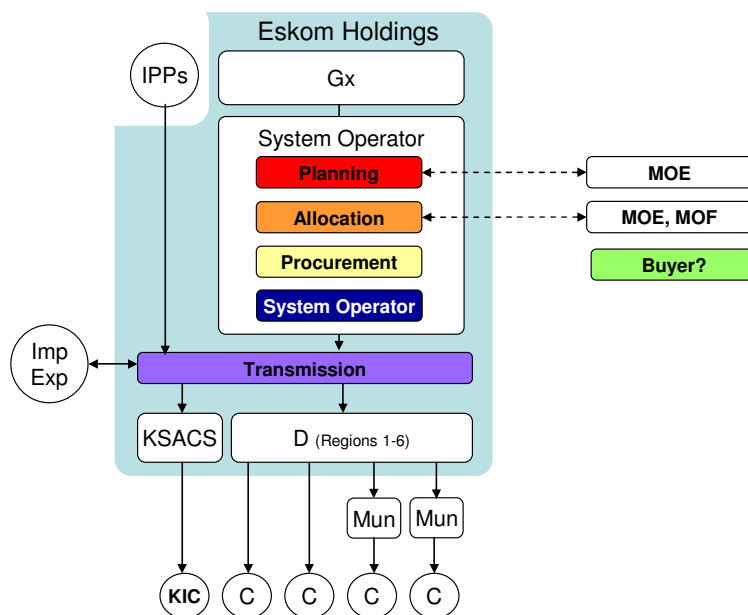 Eskom Holdings
IPPs
Gx
System Operator
Planning
MOE
Allocation
MOE, MOF
Procurement
Buyer?
System Operator
Imp
Exp
Transmission
KSACS
D (Regions 1-6)
Mun
Mun
KIC
C
C
C
C